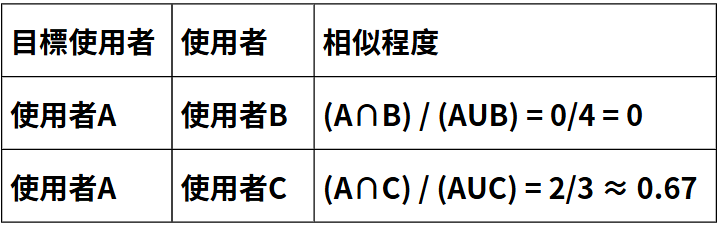 目標使用者 使用者 相似程度
使用者A 使用者B (A∩B) / (AUB) = 0/4 = 0
使用者A 使用者C (A∩C) / (AUC) = 2/3 ≈ 0.67